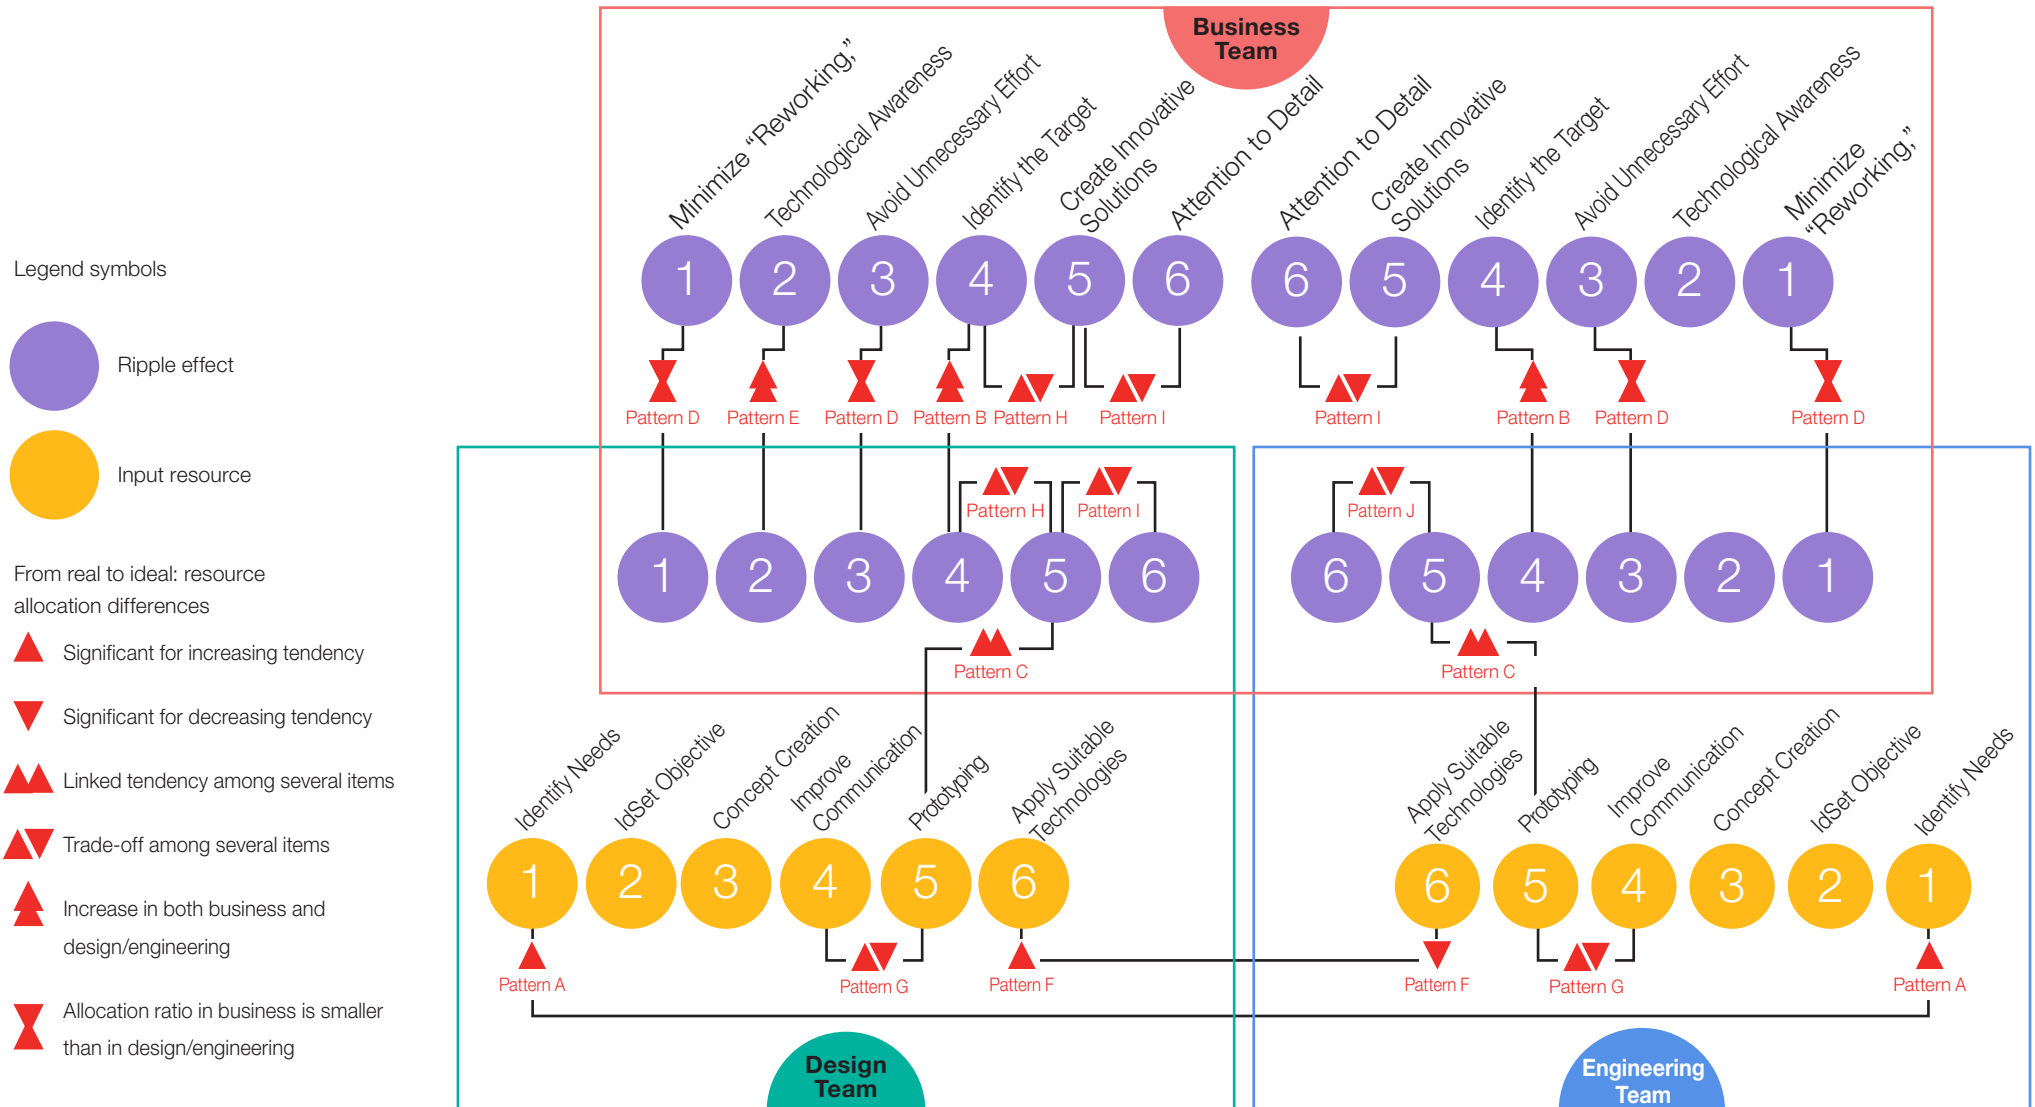 Business
Team
Minimize “Reworking,”
Technological Awareness
Avoid Unnecessary Effort
Identify the Target
Create Innovative
Solutions
Attention to Detail
Attention to Detail
Create Innovative
Solutions
Identify the Target
Avoid Unnecessary Effort
Technological Awareness
Minimize
“Reworking,”
1 2 3 4 5 6 6 5 4 3 2 1
Pattern D Pattern E Pattern D Pattern B Pattern H Pattern I Pattern I Pattern B Pattern D Pattern D
Legend symbols
Ripple effect
Input resource
From real to ideal: resource
allocation differences
Significant for increasing tendency
Significant for decreasing tendency
Linked tendency among several items
Trade-off among several items
Increase in both business and
design/engineering
Allocation ratio in business is smaller
than in design/engineering
Pattern H Pattern I Pattern J
1 2 3 4 5 6 6 5 4 3 2 1
Pattern C Pattern C
Identify Needs
IdSet Objective
Concept Creation
Improve
Communication
Prototyping
Apply Suitable
Technologies
Apply Suitable
Technologies
Prototyping
Improve
Communication
Concept Creation
IdSet Objective
Identify Needs
1 2 3 4 5 6 6 5 4 3 2 1
Pattern A Pattern G Pattern F Pattern F Pattern G Pattern A
Design
Team
Engineering
Team